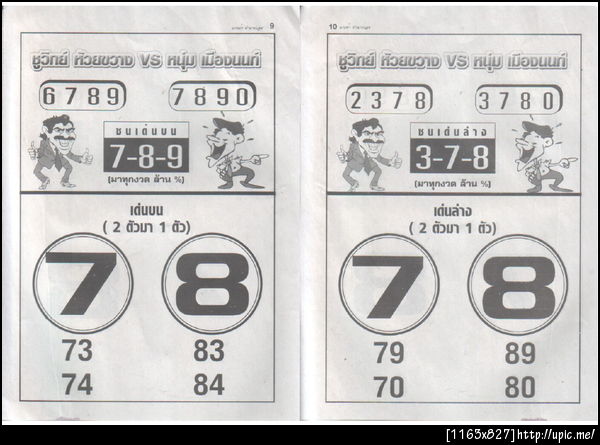 9
ชูวิทย์ ห้วยขวาง VS หนุ่ม เมืองนนท์
6789
7890
ชนเด่นบน
7-8-9
(มาทุกงวด ล้าน %)
เด่นบน
( 2 ตัวมา 1 ตัว)
7 8
73 83
74 84
10
ชูวิทย์ ห้วยขวาง VS หนุ่ม เมืองนนท์
2378
3780
ชนเด่นล่าง
3-7-8
(มาทุกงวด ล้าน %)
เด่นล่าง
( 2 ตัวมา 1 ตัว)
7 8
79 89
70 80
[1163x827]http://upic.me/